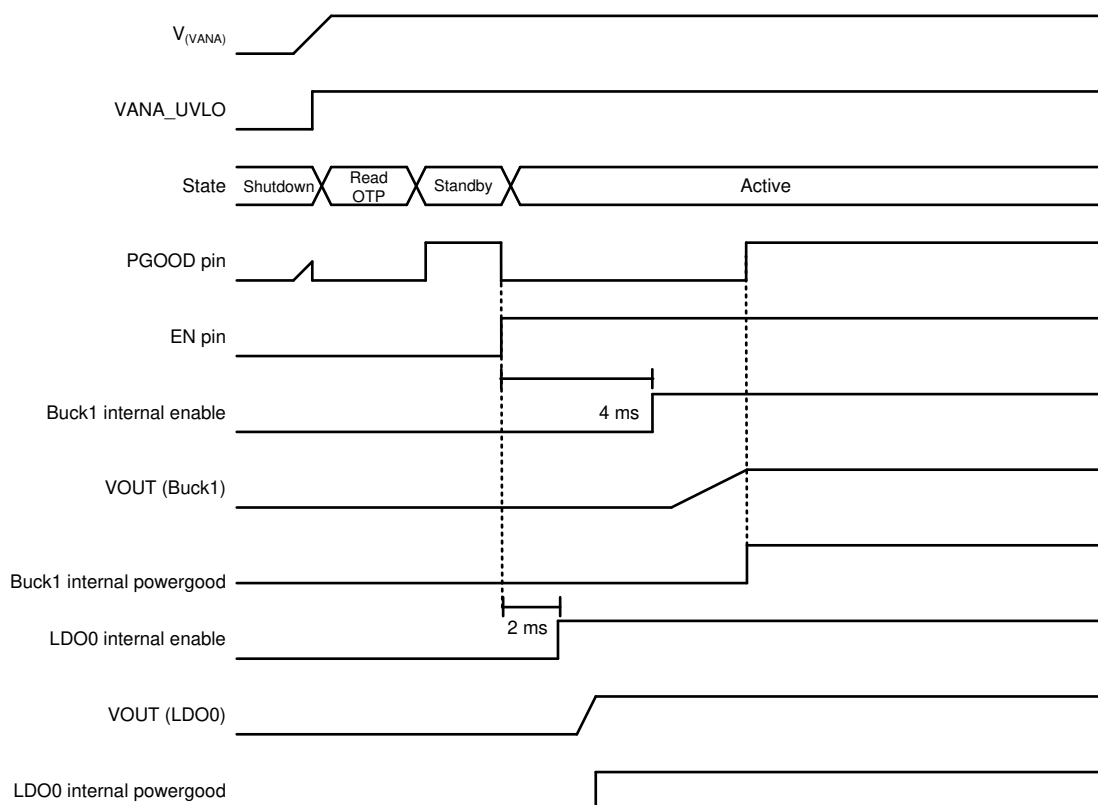 V(VANA)
VANA_UVLO
State
Shutdown
Read
OTP
Standby
Active
PGOOD pin
EN pin
Buck1 internal enable
4 ms
VOUT (Buck1)
Buck1 internal powergood
2 ms
LDO0 internal enable
VOUT (LDO0)
LDO0 internal powergood